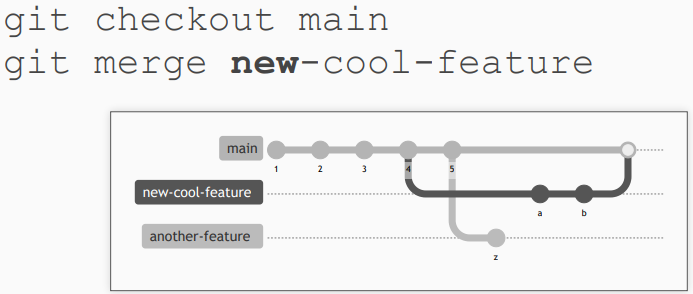 git checkout main
git merge new-cool-feature
main
1 2 3 4 5
new-cool-feature
a b
another-feature
z